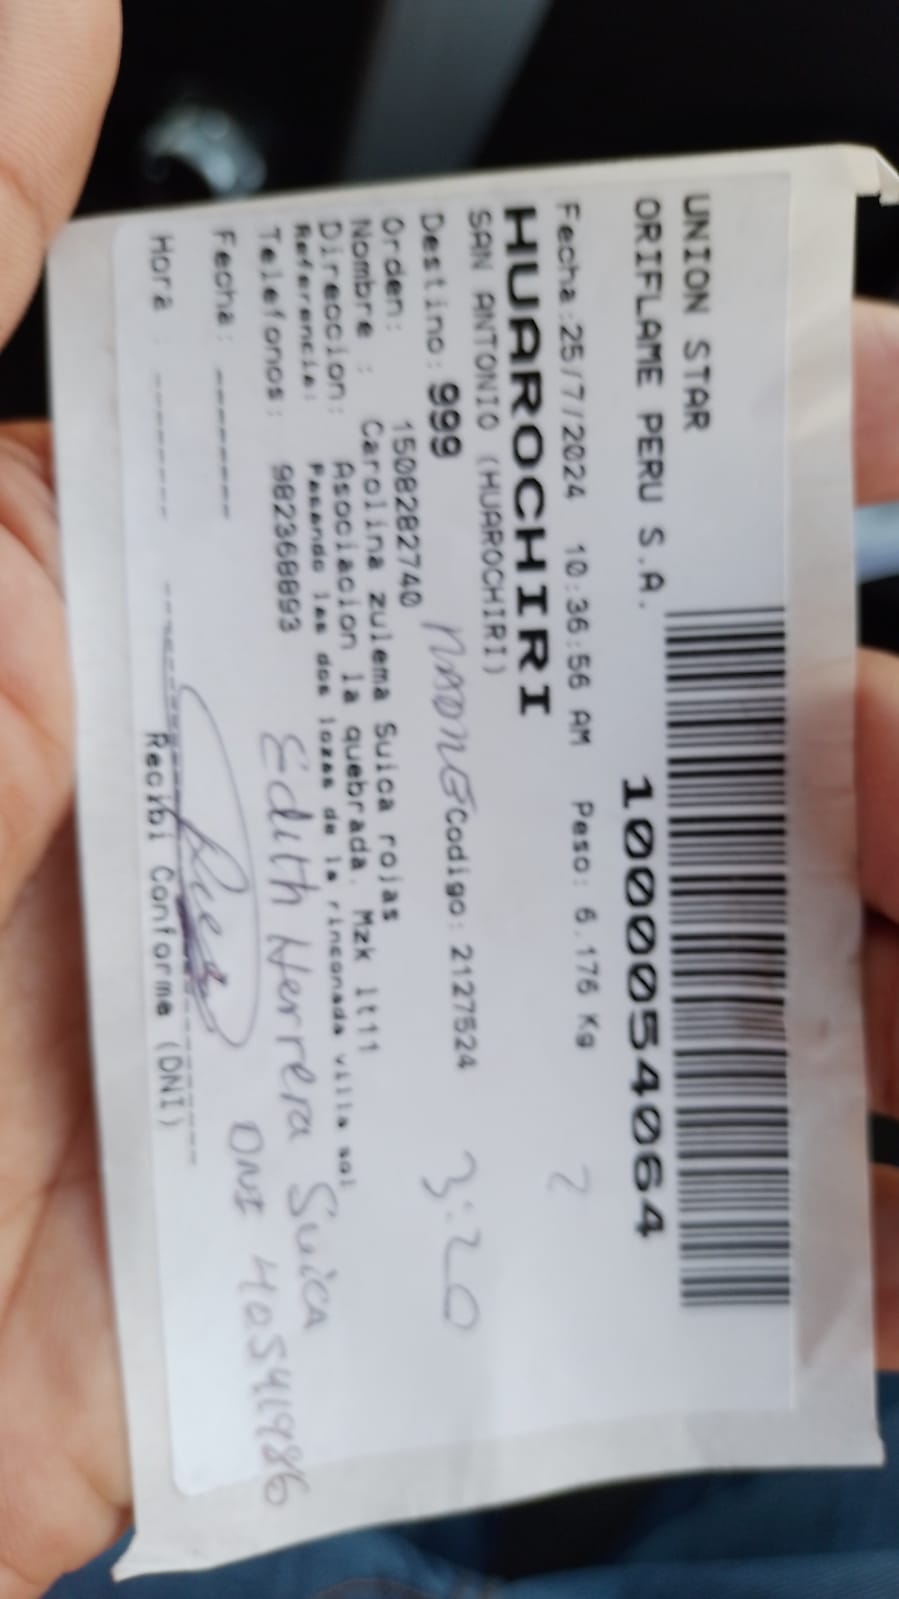 UNION STAR
ORIFLAME PERU S.A.
1000054064
Fecha:25/7/2024 10:36:56 AM Peso: 6.176 Kg
2
HUAROCHIRI
SAN ANTONIO (HUAROCHIRI)
Destino: 999 Codigo: 2127524 3:20
Orden: 1508282740
Nombre : Carolina zulema Suica rojas
Direccion: Asociacion la quebrada. Mzk lt11
Referencia: Pasando las dos lozas de la rinconada villa sol
Telefonos: 982368893
Edith Herrera Suica
DNI 40541986
Fecha: ------
Hora : ------
Recibi Conforme (DNI)